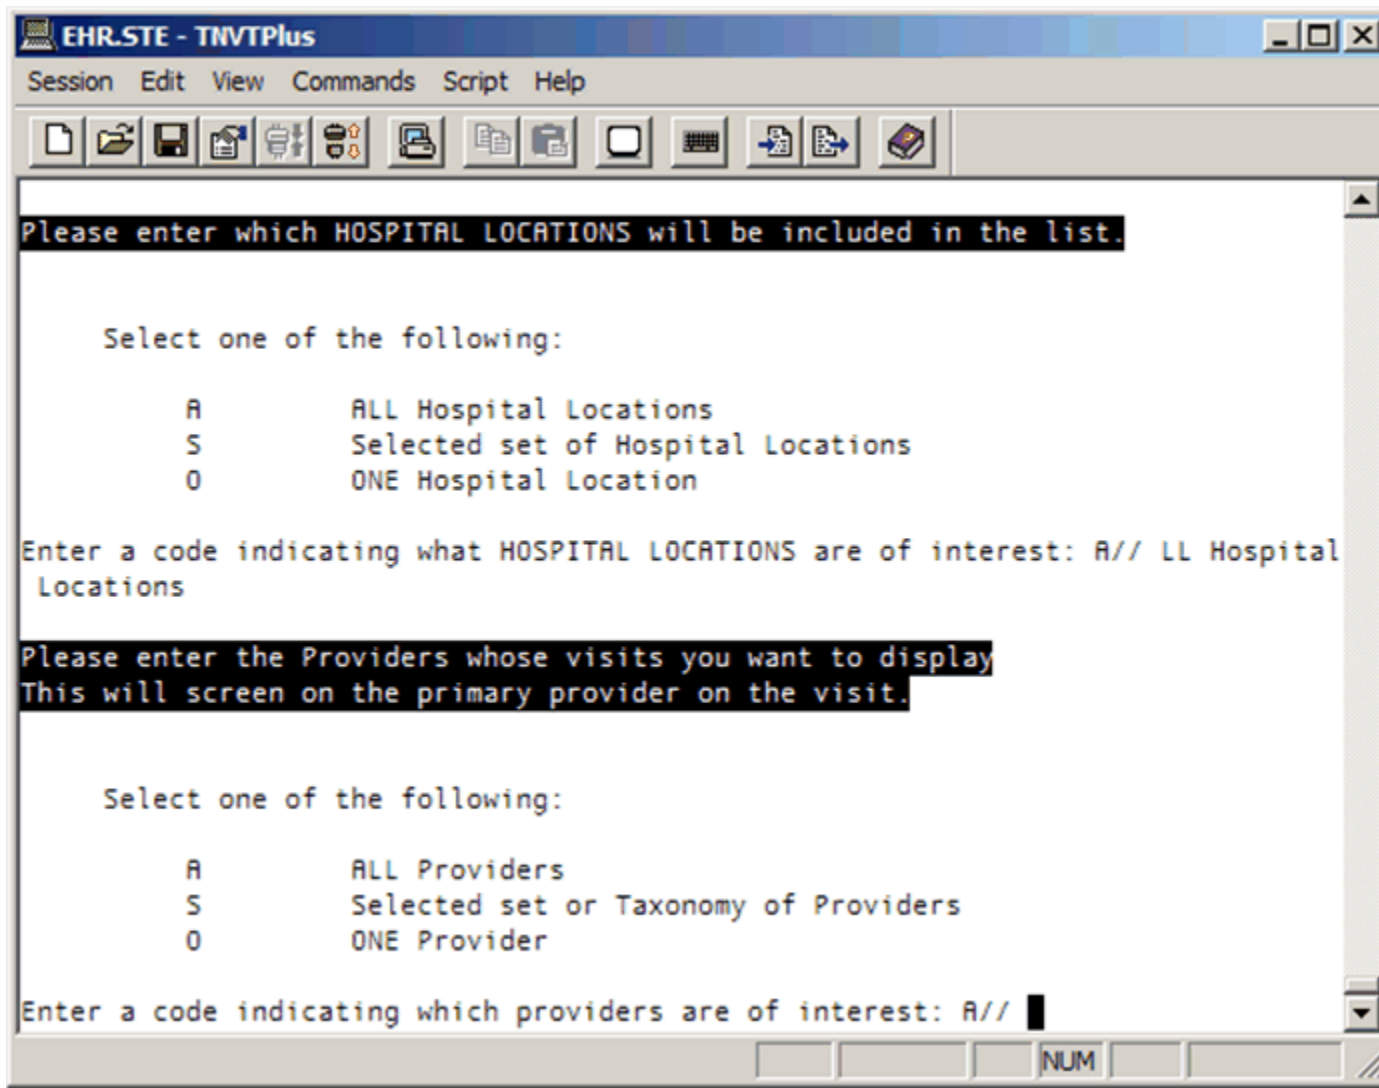 EHR.STE - TNVTPlus
Session Edit View Commands Script Help
Please enter which HOSPITAL LOCATIONS will be included in the list.
Select one of the following:
A ALL Hospital Locations
S Selected set of Hospital Locations
O ONE Hospital Location
Enter a code indicating what HOSPITAL LOCATIONS are of interest: A// LL Hospital
Locations
Please enter the Providers whose visits you want to display
This will screen on the primary provider on the visit.
Select one of the following:
A ALL Providers
S Selected set or Taxonomy of Providers
O ONE Provider
Enter a code indicating which providers are of interest: A//
NUM